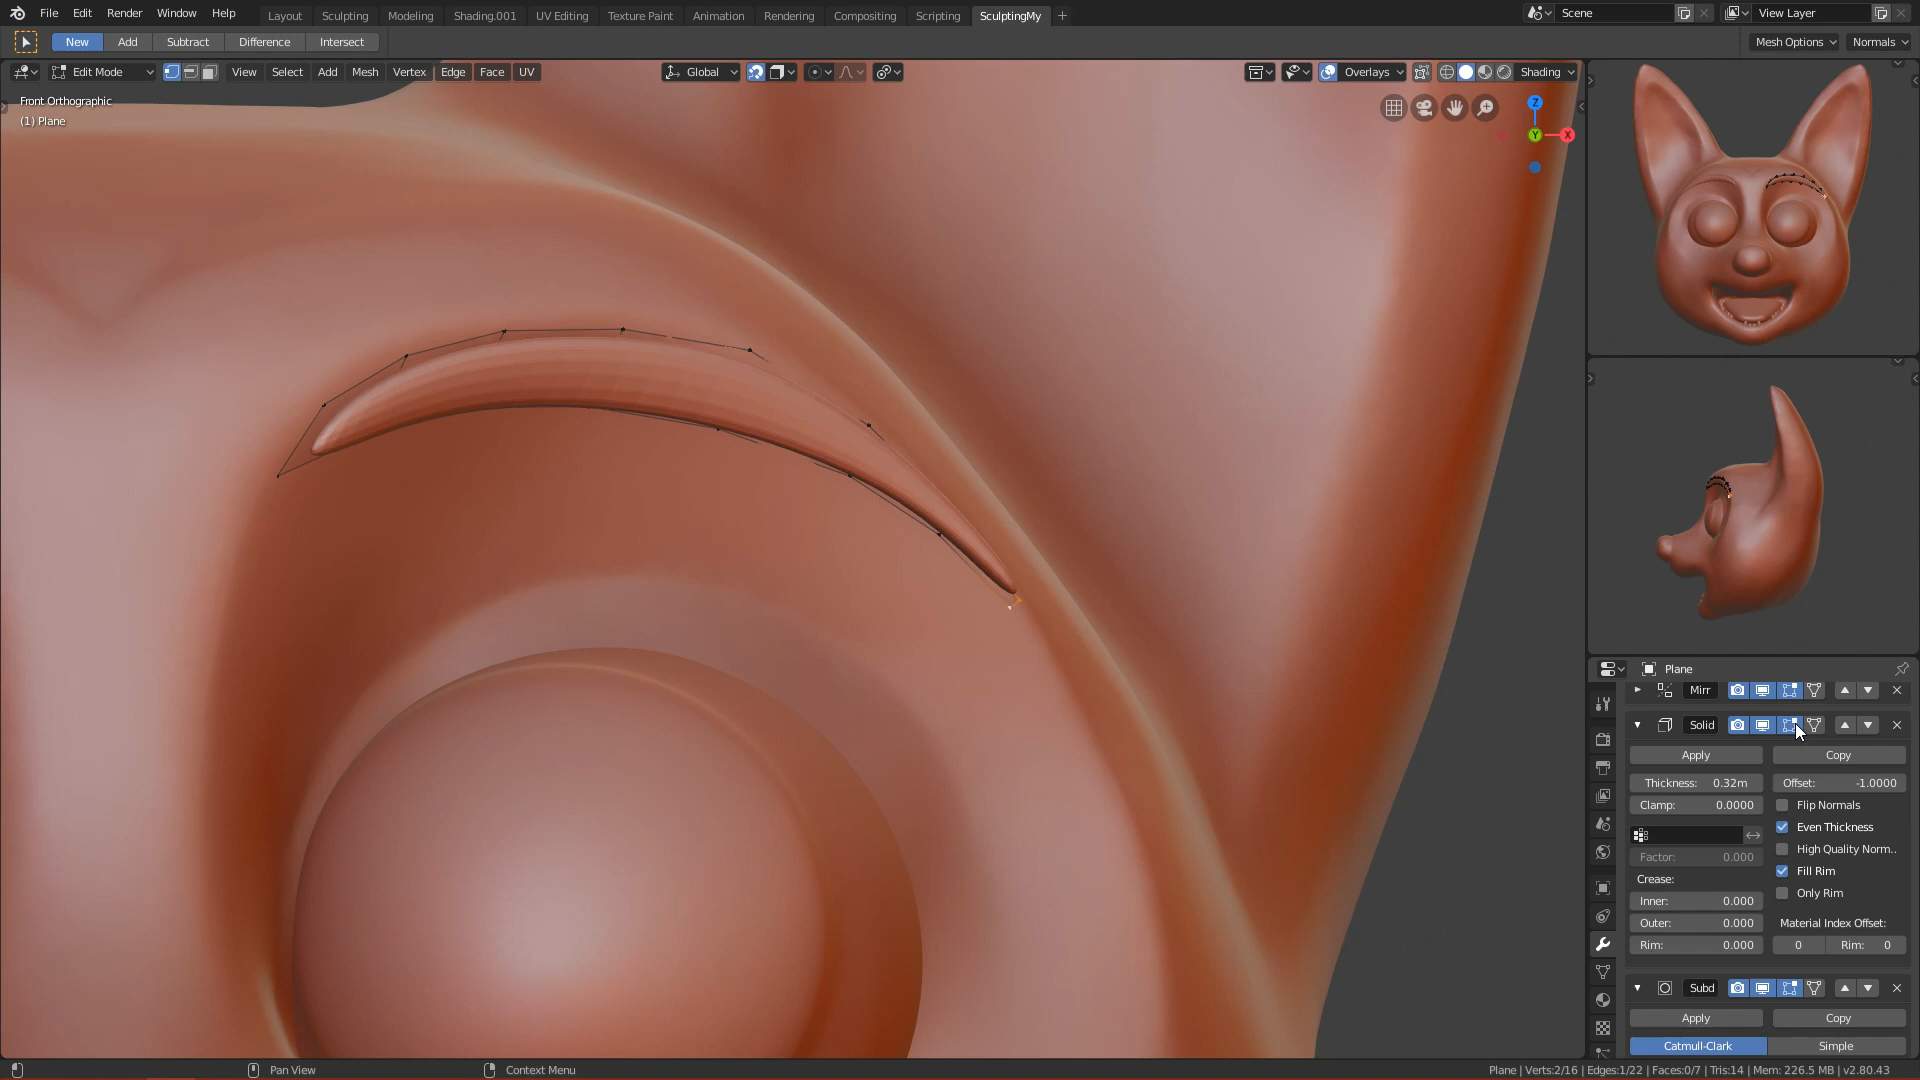 File Edit Render Window Help Layout Sculpting Modeling Shading.001 UV Editing Texture Paint Animation Rendering Compositing Scripting SculptingMy + Scene View Layer
New Add Subtract Difference Intersect Mesh Options Normals
Edit Mode View Select Add Mesh Vertex Edge Face UV Global Overlays Shading
Front Orthographic
(1) Plane
Z
Y X
Plane
Mirr
Solid
Apply Copy
Thickness: 0.32m Offset: -1.0000
Clamp: 0.0000 Flip Normals
Even Thickness
High Quality Norm..
Factor: 0.000 Fill Rim
Crease: Only Rim
Inner: 0.000
Outer: 0.000 Material Index Offset:
Rim: 0.000 0 Rim: 0
Subd
Apply Copy
Catmull-Clark Simple
Pan View Context Menu Plane | Verts:2/16 | Edges:1/22 | Faces:0/7 | Tris:14 | Mem: 226.5 MB | v2.80.43